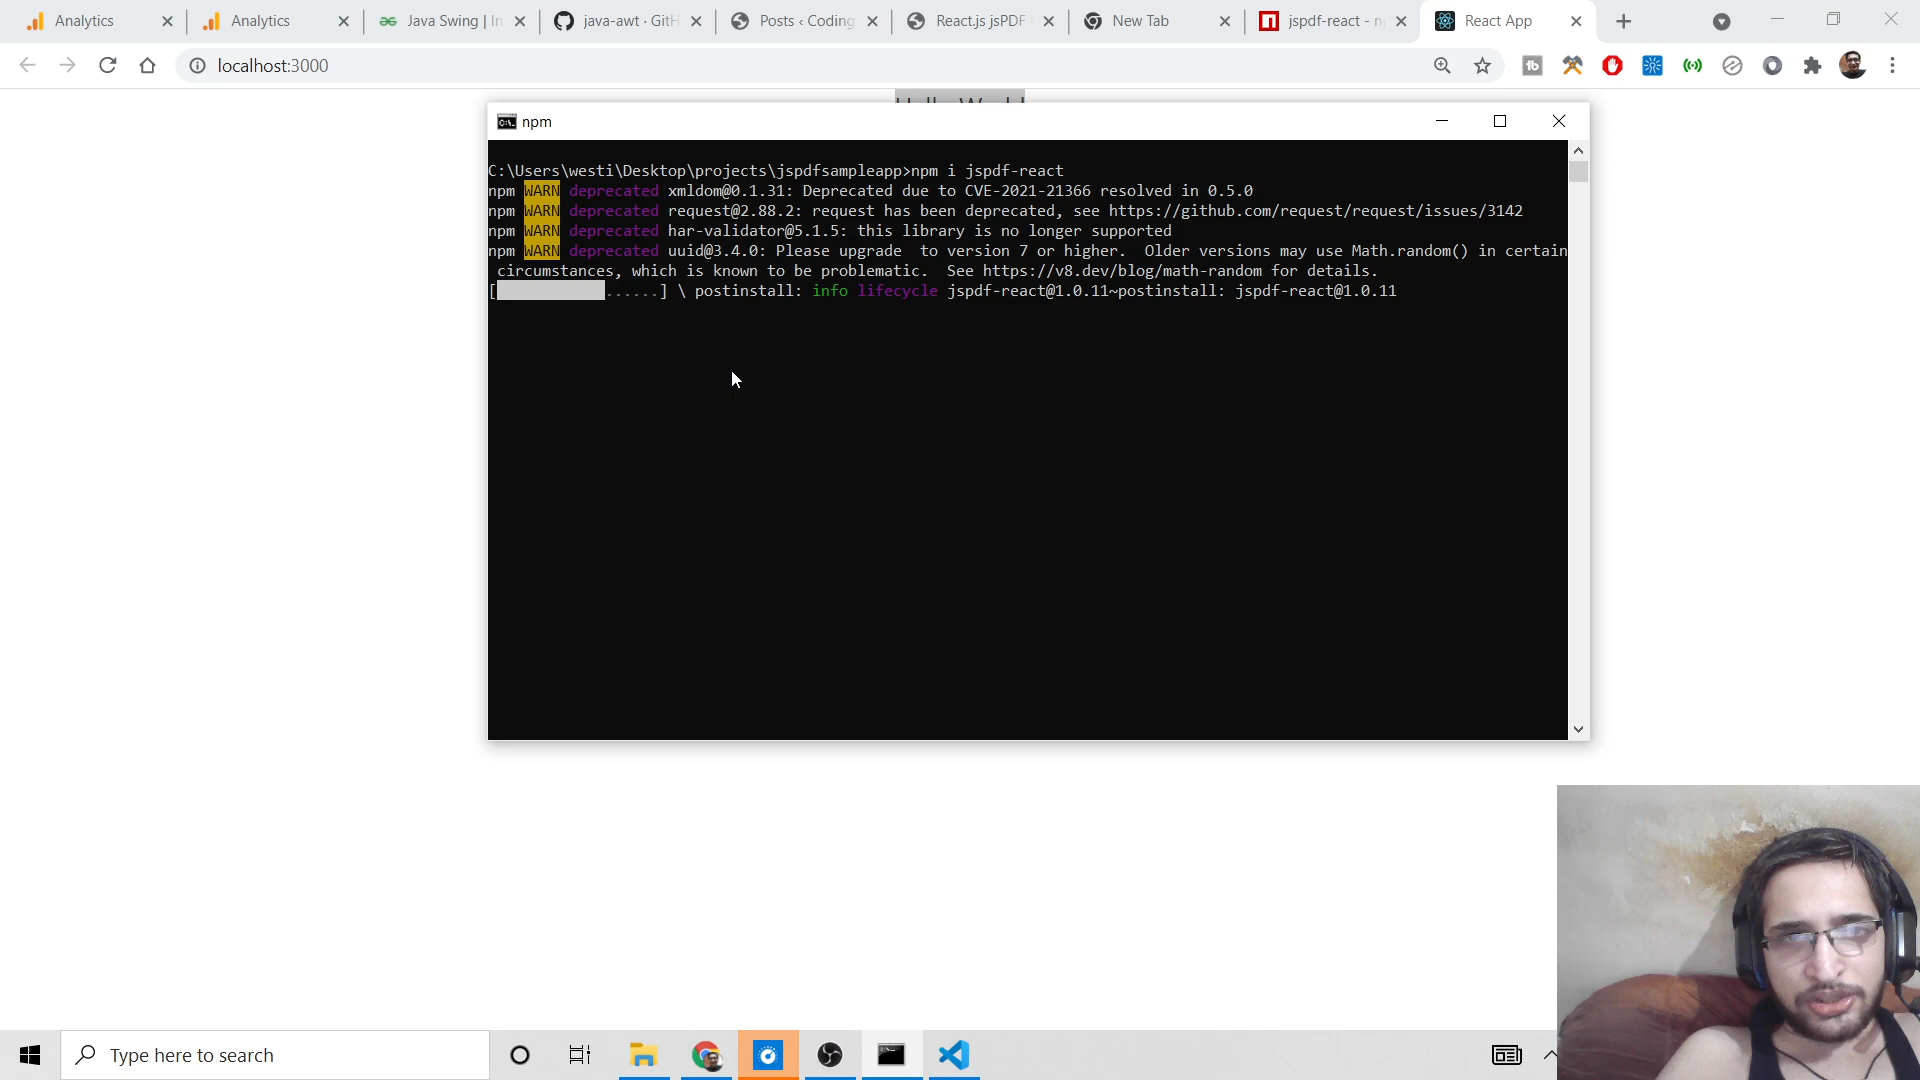 Analytics
Analytics
Java Swing | In
java-awt · GitH
Posts ‹ Coding
React.js jsPDF
New Tab
jspdf-react - n
React App
localhost:3000
Hello World
npm
C:\Users\westi\Desktop\projects\jspdfsampleapp>npm i jspdf-react
npm WARN deprecated xmldom@0.1.31: Deprecated due to CVE-2021-21366 resolved in 0.5.0
npm WARN deprecated request@2.88.2: request has been deprecated, see https://github.com/request/request/issues/3142
npm WARN deprecated har-validator@5.1.5: this library is no longer supported
npm WARN deprecated uuid@3.4.0: Please upgrade  to version 7 or higher.  Older versions may use Math.random() in certain
circumstances, which is known to be problematic.  See https://v8.dev/blog/math-random for details.
[            ......] \ postinstall: info lifecycle jspdf-react@1.0.11~postinstall: jspdf-react@1.0.11
Type here to search